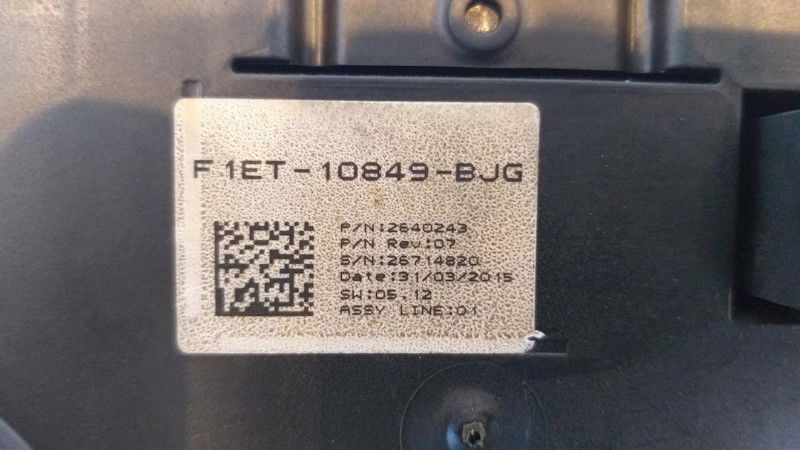 F1ET-10849-BJG
P/N:2640243
P/N Rev:07
S/N:26714820
Date:31/03/2015
SW:05.12
ASSY LINE:01